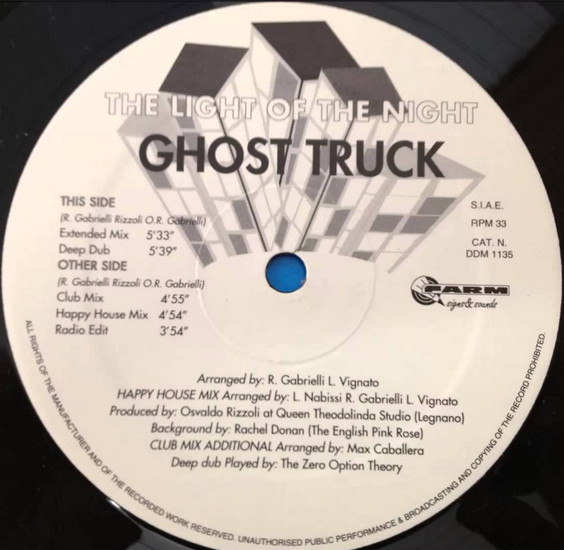 THE LIGHT OF THE NIGHT
GHOST TRUCK
THIS SIDE
(R. Gabrielli Rizzoli O.R. Gabrielli)
Extended Mix 5'33"
Deep Dub 5'39"
OTHER SIDE
(R. Gabrielli Rizzoli O.R. Gabrielli)
Club Mix 4'55"
Happy House Mix 4'54"
Radio Edit 3'54"
S.I.A.E.
RPM 33
CAT. N.
DDM 1135
FARM
signs & sounds
Arranged by: R. Gabrielli L. Vignato
HAPPY HOUSE MIX Arranged by: L. Nabissi R. Gabrielli L. Vignato
Produced by: Osvaldo Rizzoli at Queen Theodolinda Studio (Legnano)
Background by: Rachel Donan (The English Pink Rose)
CLUB MIX ADDITIONAL Arranged by: Max Caballera
Deep dub Played by: The Zero Option Theory
ALL RIGHTS OF THE MANUFACTURER AND OF THE RECORDED WORK RESERVED. UNAUTHORISED PUBLIC PERFORMANCE & BROADCASTING AND COPYING OF THE RECORD PROHIBITED.